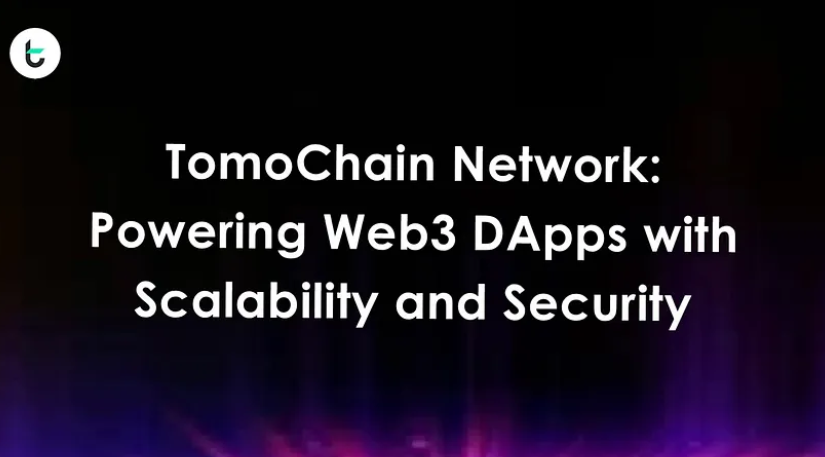 TomoChain Network:
Powering Web3 DApps with
Scalability and Security